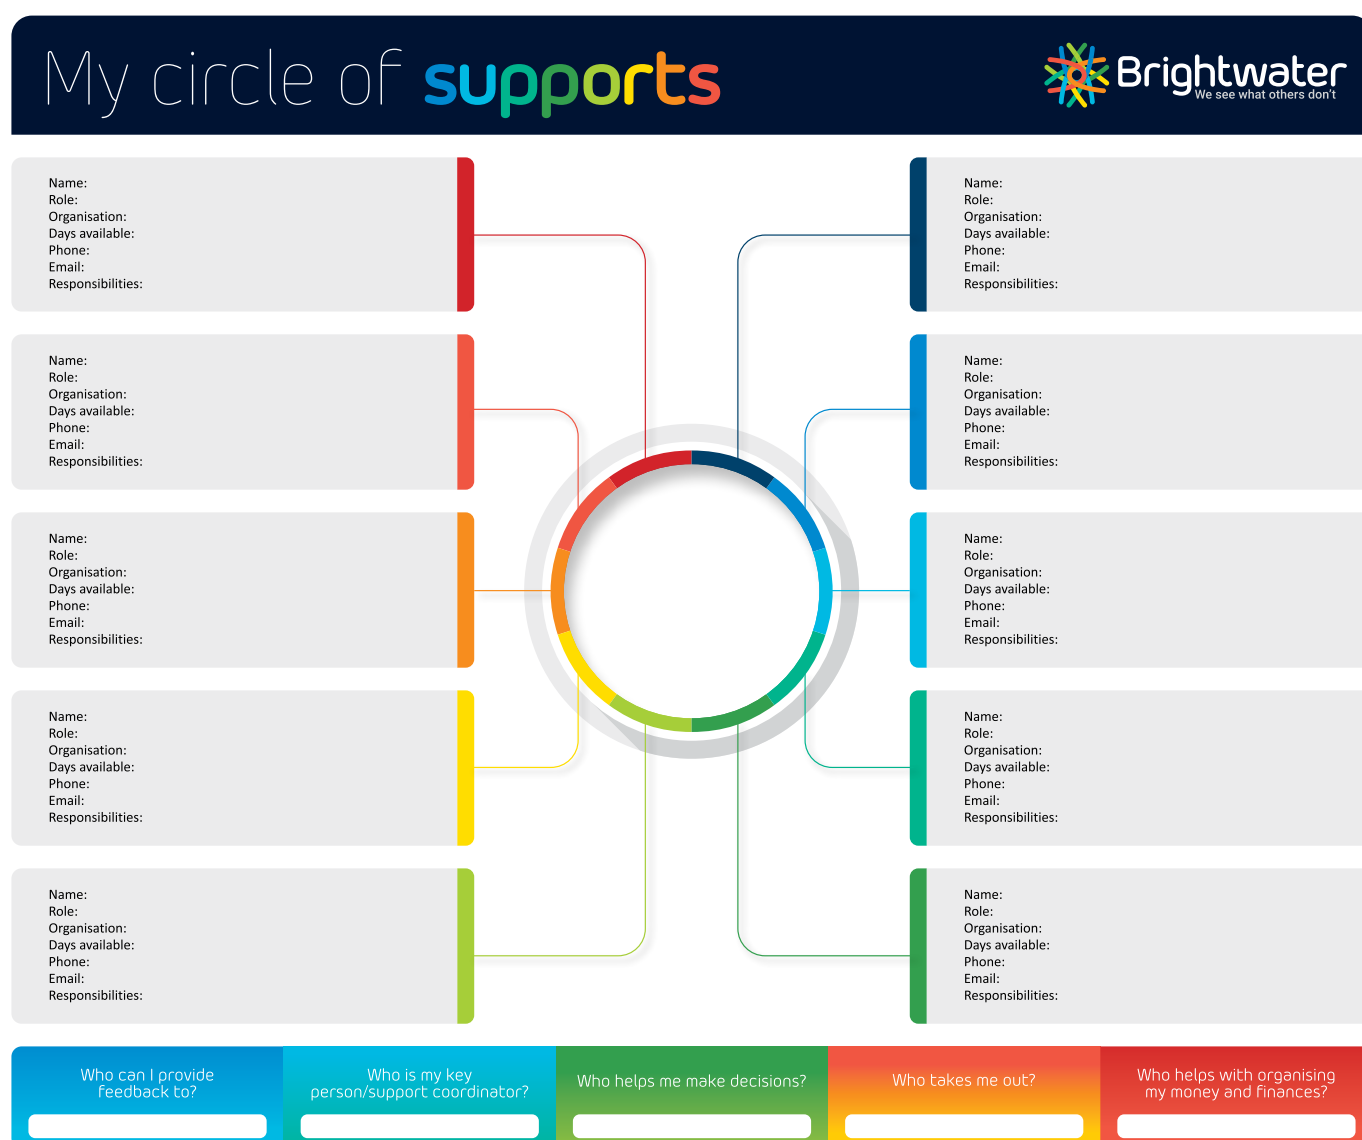 My circle of supports
Brightwater
We see what others don't
Name:
Role:
Organisation:
Days available:
Phone:
Email:
Responsibilities:
Name:
Role:
Organisation:
Days available:
Phone:
Email:
Responsibilities:
Name:
Role:
Organisation:
Days available:
Phone:
Email:
Responsibilities:
Name:
Role:
Organisation:
Days available:
Phone:
Email:
Responsibilities:
Name:
Role:
Organisation:
Days available:
Phone:
Email:
Responsibilities:
Name:
Role:
Organisation:
Days available:
Phone:
Email:
Responsibilities:
Name:
Role:
Organisation:
Days available:
Phone:
Email:
Responsibilities:
Name:
Role:
Organisation:
Days available:
Phone:
Email:
Responsibilities:
Name:
Role:
Organisation:
Days available:
Phone:
Email:
Responsibilities:
Name:
Role:
Organisation:
Days available:
Phone:
Email:
Responsibilities:
Who can I provide
feedback to?
Who is my key
person/support coordinator?
Who helps me make decisions?
Who takes me out?
Who helps with organising
my money and finances?